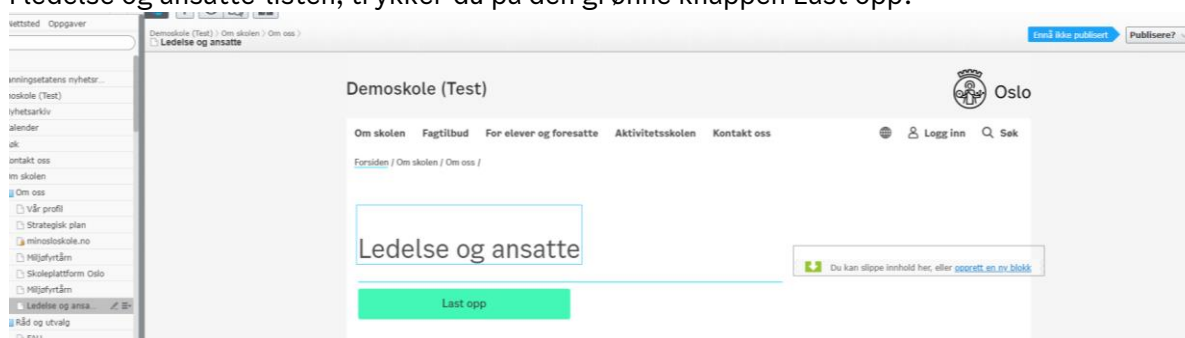 ledelse og ansatte-listen, trykker du på den grønne knappen Last opp.
Nettsted Oppgaver
Demoskole (Test) > Om skolen > Om oss >
Ledelse og ansatte
Ennå ikke publisert
Publisere?
anningsetatens nyhetsr...
noskole (Test)
yhetsarkiv
alender
øk
ontakt oss
m skolen
Om oss
Vår profil
Strategisk plan
minosloskole.no
Miljøfyrtårn
Skoleplattform Oslo
Miljøfyrtårn
Ledelse og ansa...
Råd og utvalg
FAU
Demoskole (Test)
Oslo
Om skolen Fagtilbud For elever og foresatte Aktivitetsskolen Kontakt oss
Logg inn Søk
Forsiden / Om skolen / Om oss /
Ledelse og ansatte
Du kan slippe innhold her, eller opprett en ny blokk
Last opp